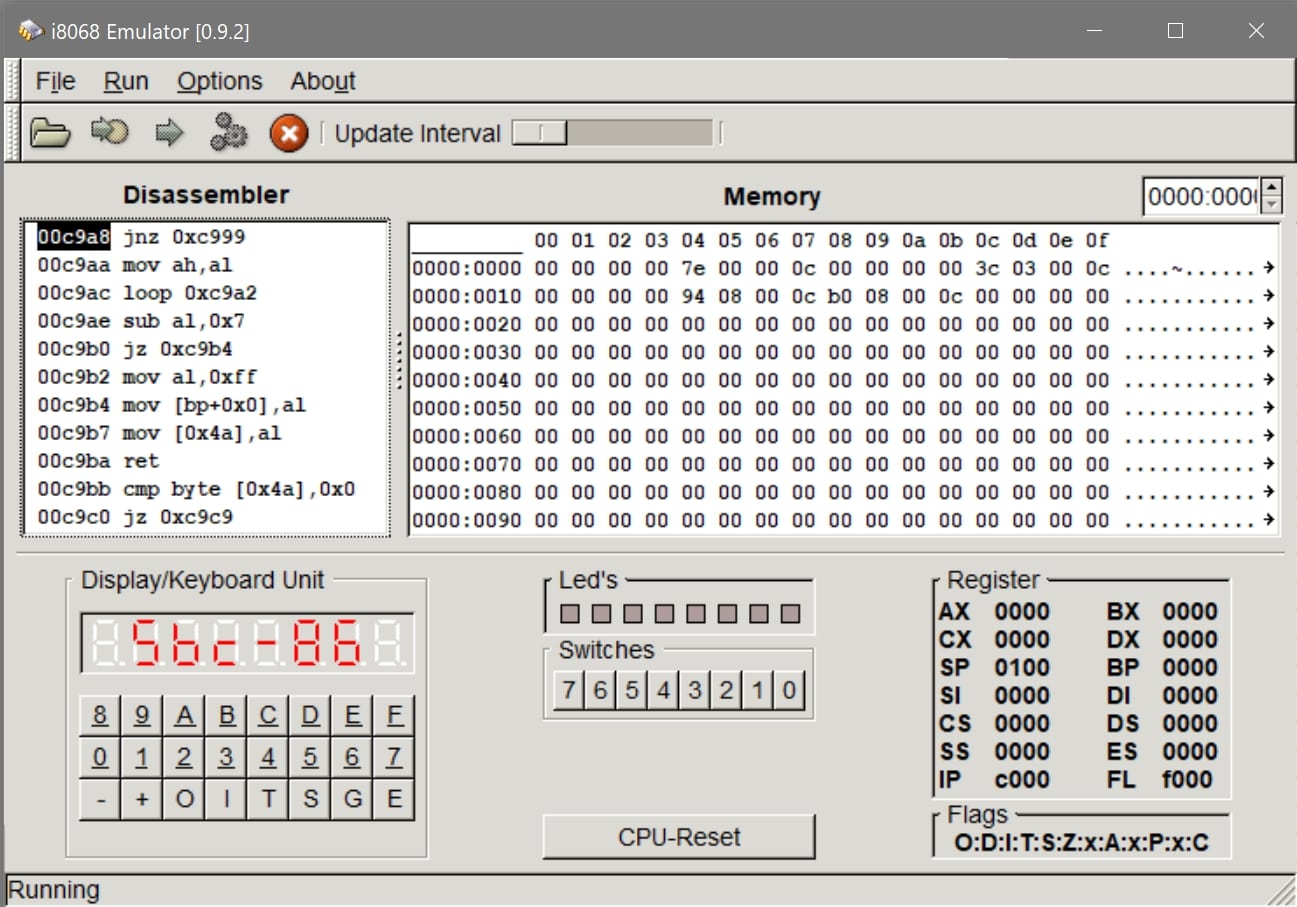 i8068 Emulator [0.9.2]
File Run Options About
Update Interval
Disassembler
00c9a8 jnz 0xc999
00c9aa mov ah,al
00c9ac loop 0xc9a2
00c9ae sub al,0x7
00c9b0 jz 0xc9b4
00c9b2 mov al,0xff
00c9b4 mov [bp+0x0],al
00c9b7 mov [0x4a],al
00c9ba ret
00c9bb cmp byte [0x4a],0x0
00c9c0 jz 0xc9c9
Memory
0000:000
00 01 02 03 04 05 06 07 08 09 0a 0b 0c 0d 0e 0f
0000:0000 00 00 00 00 7e 00 00 0c 00 00 00 00 3c 03 00 0c ....~......
0000:0010 00 00 00 00 94 08 00 0c b0 08 00 0c 00 00 00 00 ...........
0000:0020 00 00 00 00 00 00 00 00 00 00 00 00 00 00 00 00 ...........
0000:0030 00 00 00 00 00 00 00 00 00 00 00 00 00 00 00 00 ...........
0000:0040 00 00 00 00 00 00 00 00 00 00 00 00 00 00 00 00 ...........
0000:0050 00 00 00 00 00 00 00 00 00 00 00 00 00 00 00 00 ...........
0000:0060 00 00 00 00 00 00 00 00 00 00 00 00 00 00 00 00 ...........
0000:0070 00 00 00 00 00 00 00 00 00 00 00 00 00 00 00 00 ...........
0000:0080 00 00 00 00 00 00 00 00 00 00 00 00 00 00 00 00 ...........
0000:0090 00 00 00 00 00 00 00 00 00 00 00 00 00 00 00 00 ...........
Display/Keyboard Unit
Sbc-86
8 9 A B C D E F
0 1 2 3 4 5 6 7
- + O I T S G E
Led's
Switches
7 6 5 4 3 2 1 0
CPU-Reset
Register
AX 0000 BX 0000
CX 0000 DX 0000
SP 0100 BP 0000
SI 0000 DI 0000
CS 0000 DS 0000
SS 0000 ES 0000
IP c000 FL f000
Flags
O:D:I:T:S:Z:x:A:x:P:x:C
Running